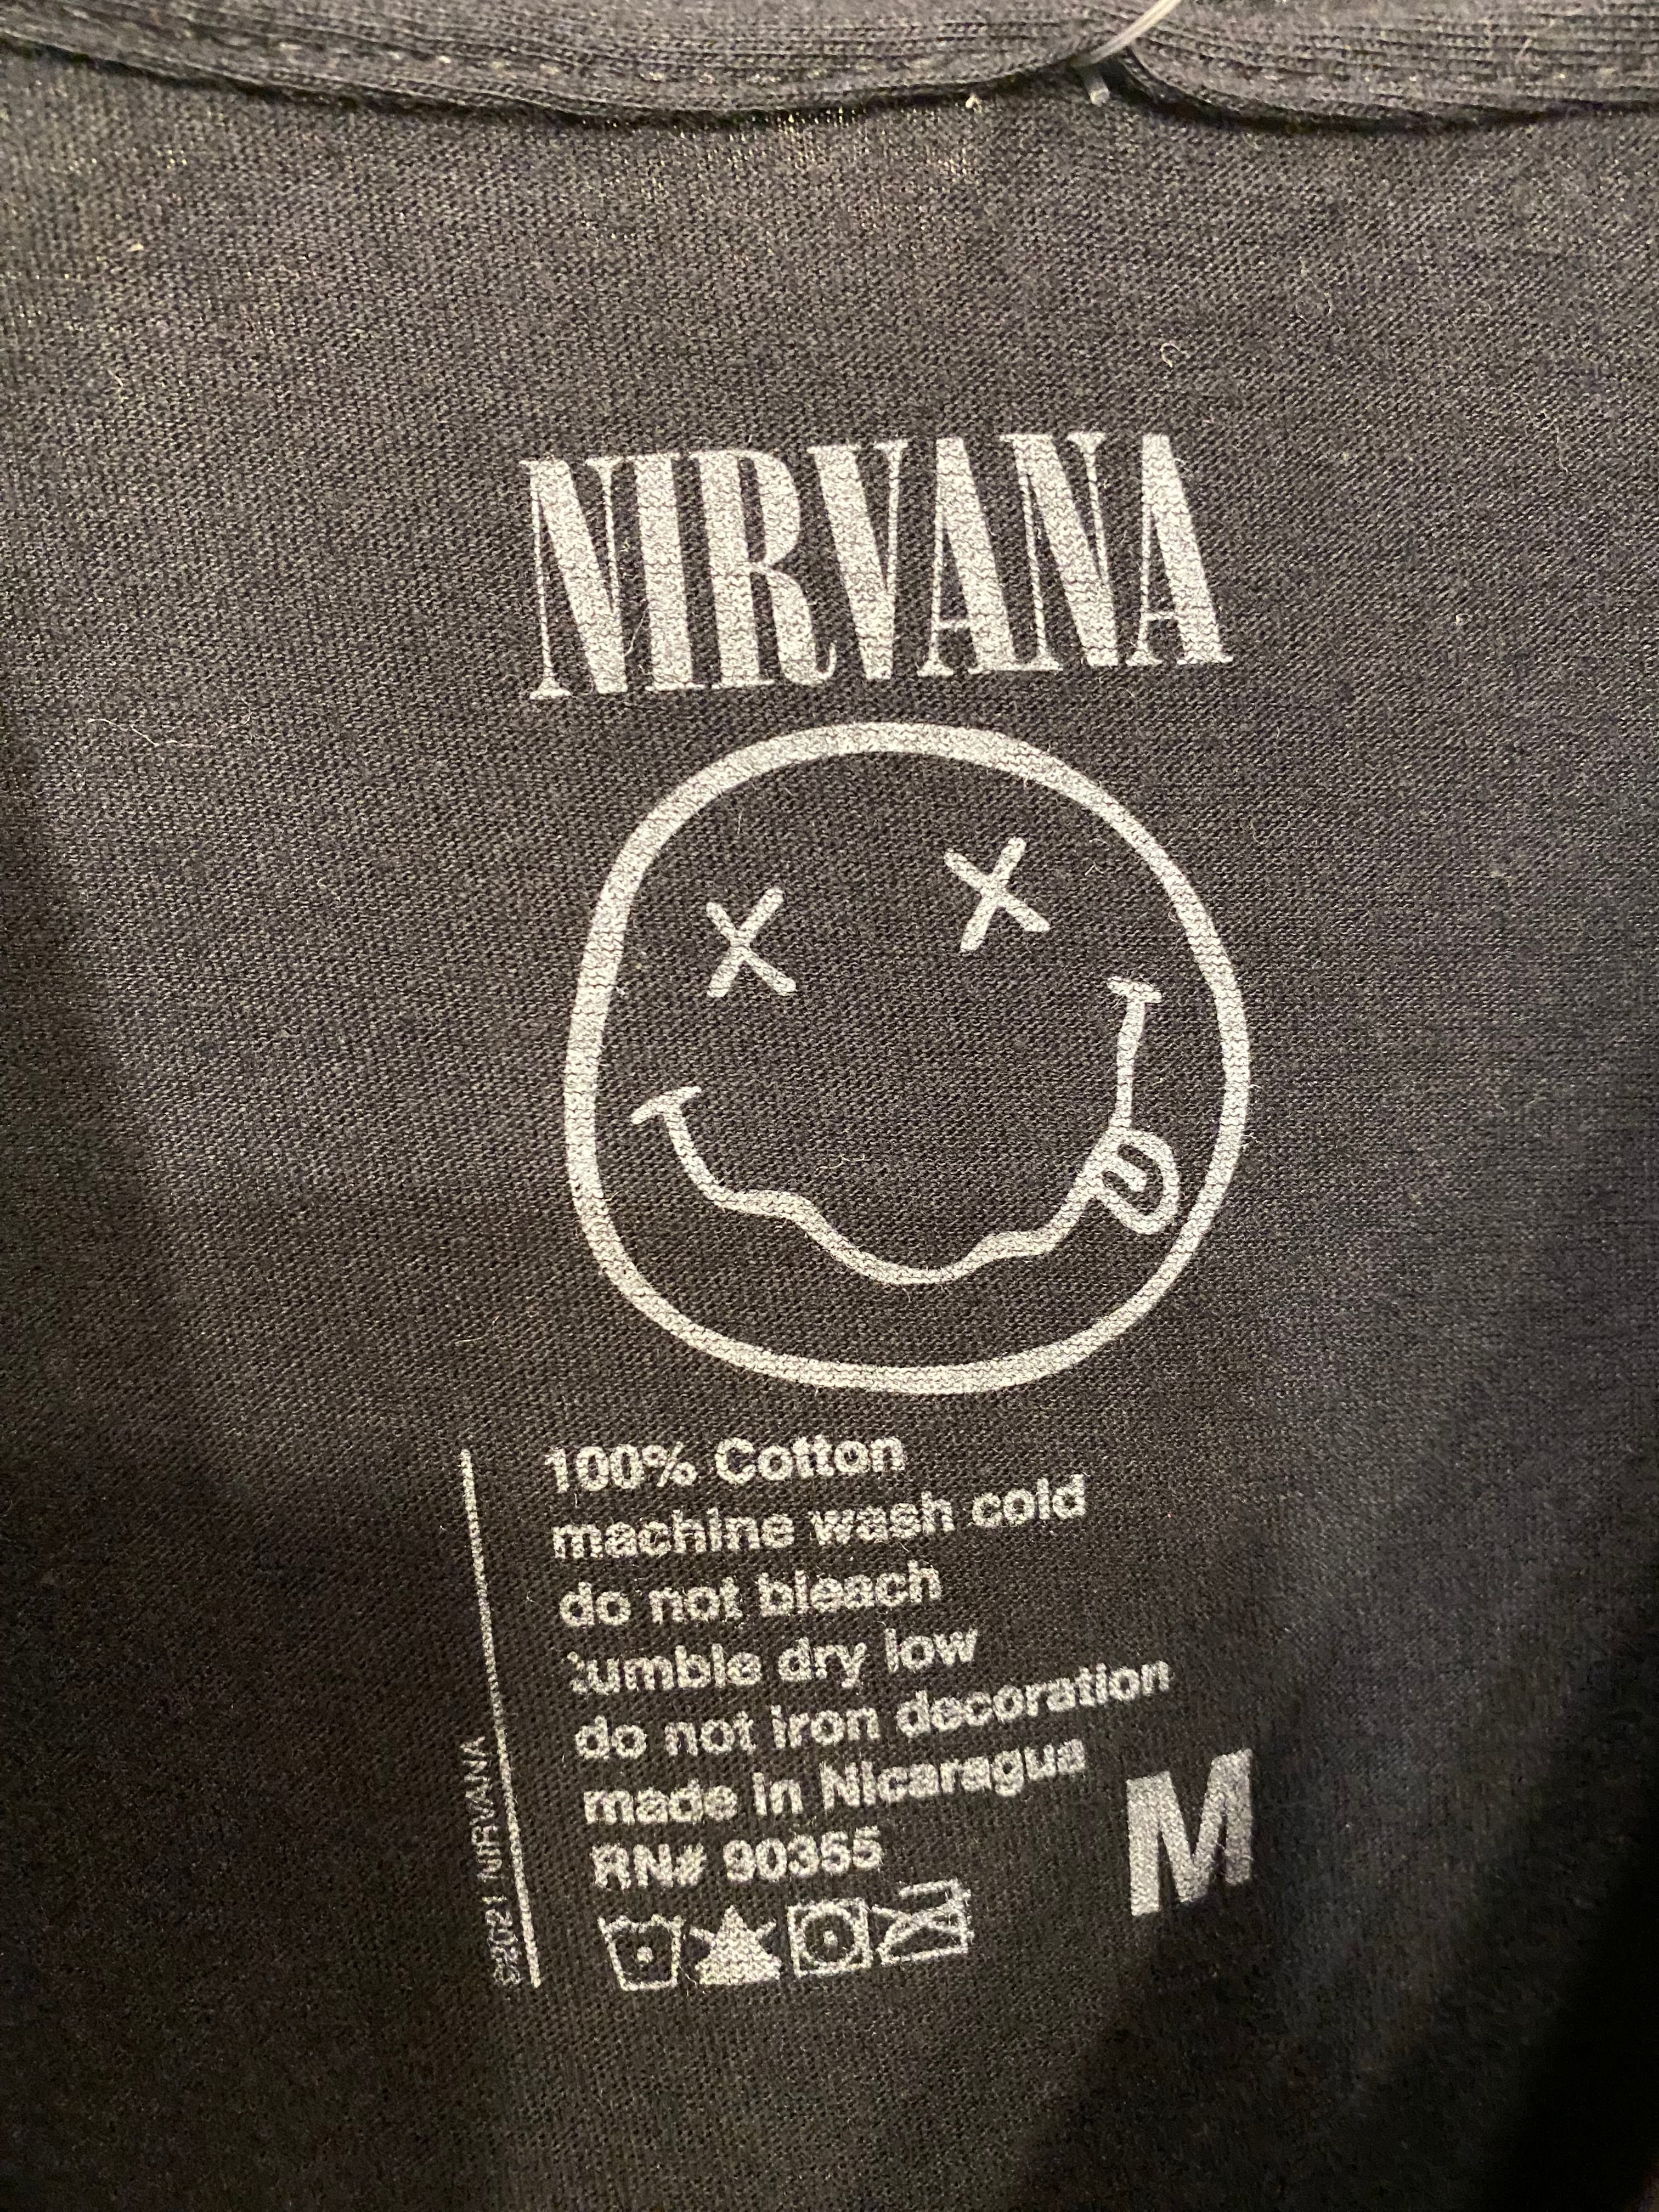 NIRVANA
100% Cotton
machine wash cold
do not bleach
tumble dry low
do not iron decoration
made in Nicaragua
RN# 90355
M
©2021 NIRVANA